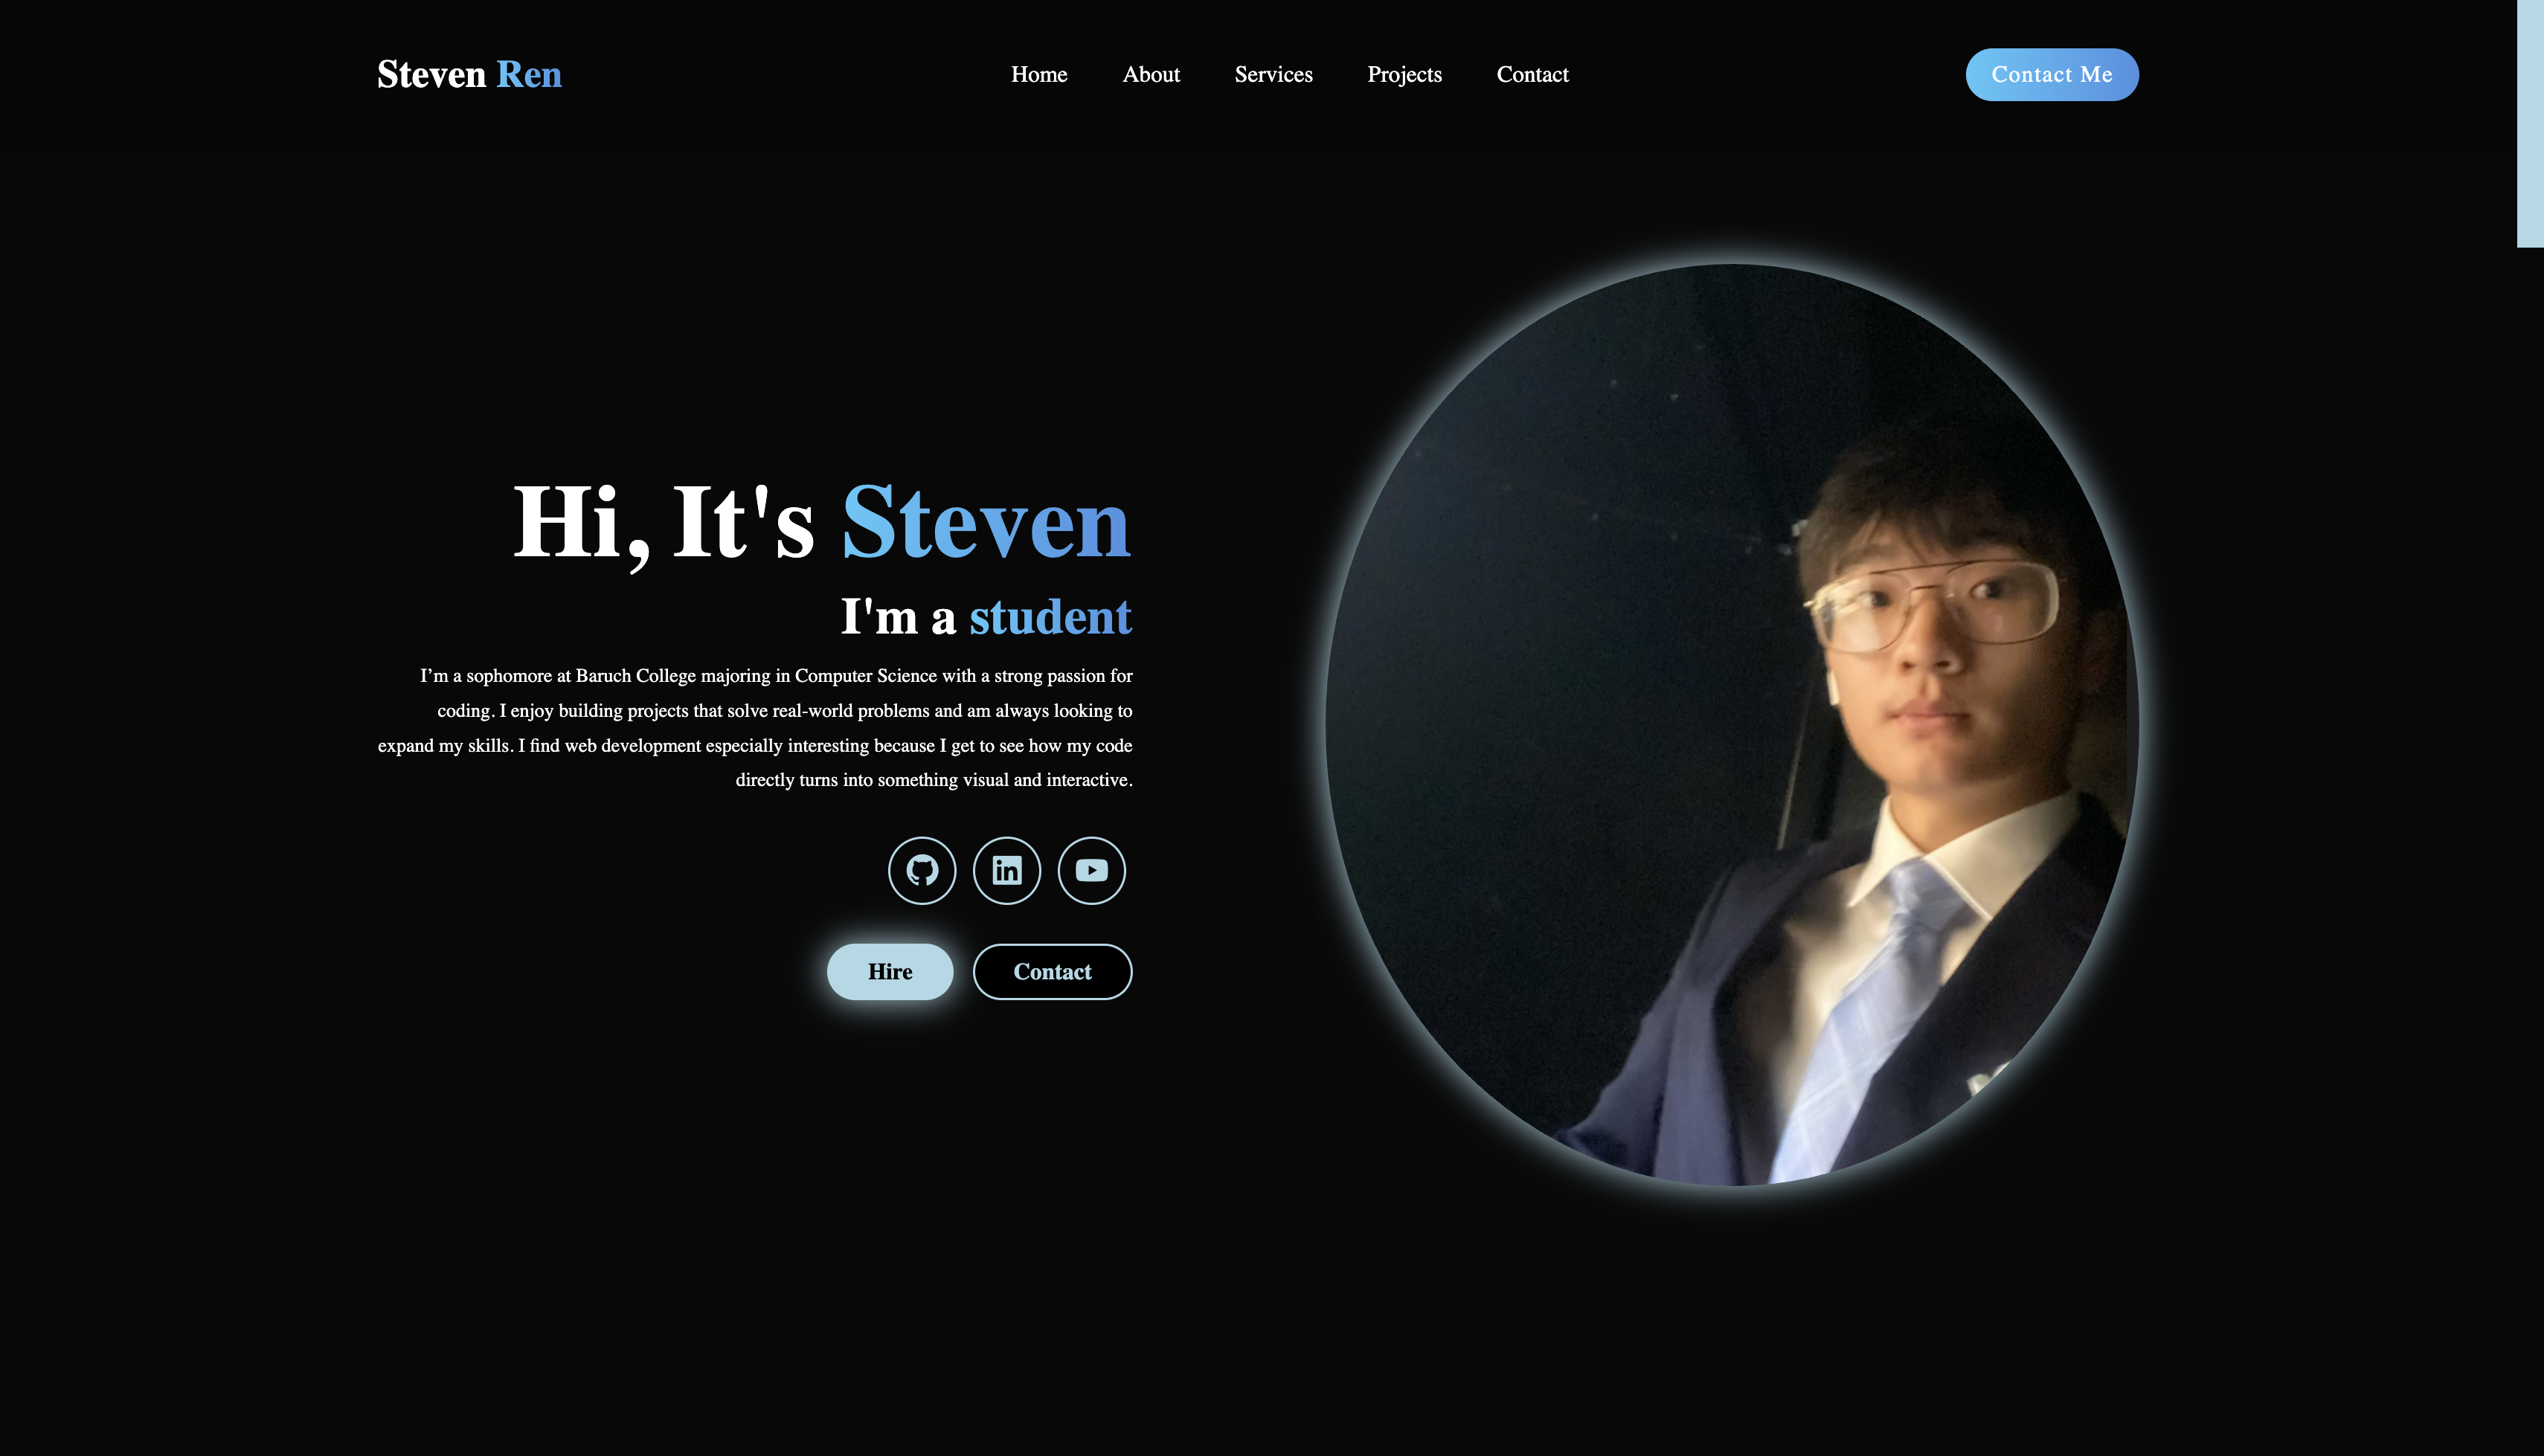 Steven Ren
Home About Services Projects Contact
Contact Me
Hi, It's Steven
I'm a student
I’m a sophomore at Baruch College majoring in Computer Science with a strong passion for
coding. I enjoy building projects that solve real-world problems and am always looking to
expand my skills. I find web development especially interesting because I get to see how my code
directly turns into something visual and interactive.
in
Hire Contact